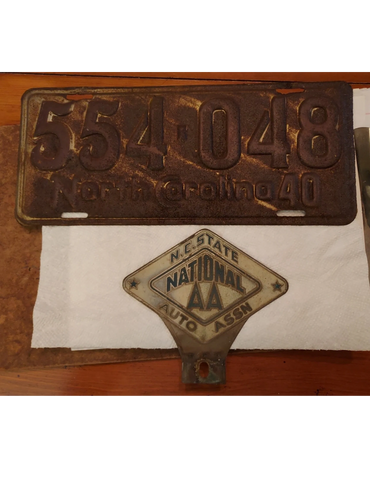 554-048
North Carolina 40
N.C. STATE
NATIONAL
AA
AUTO ASSN